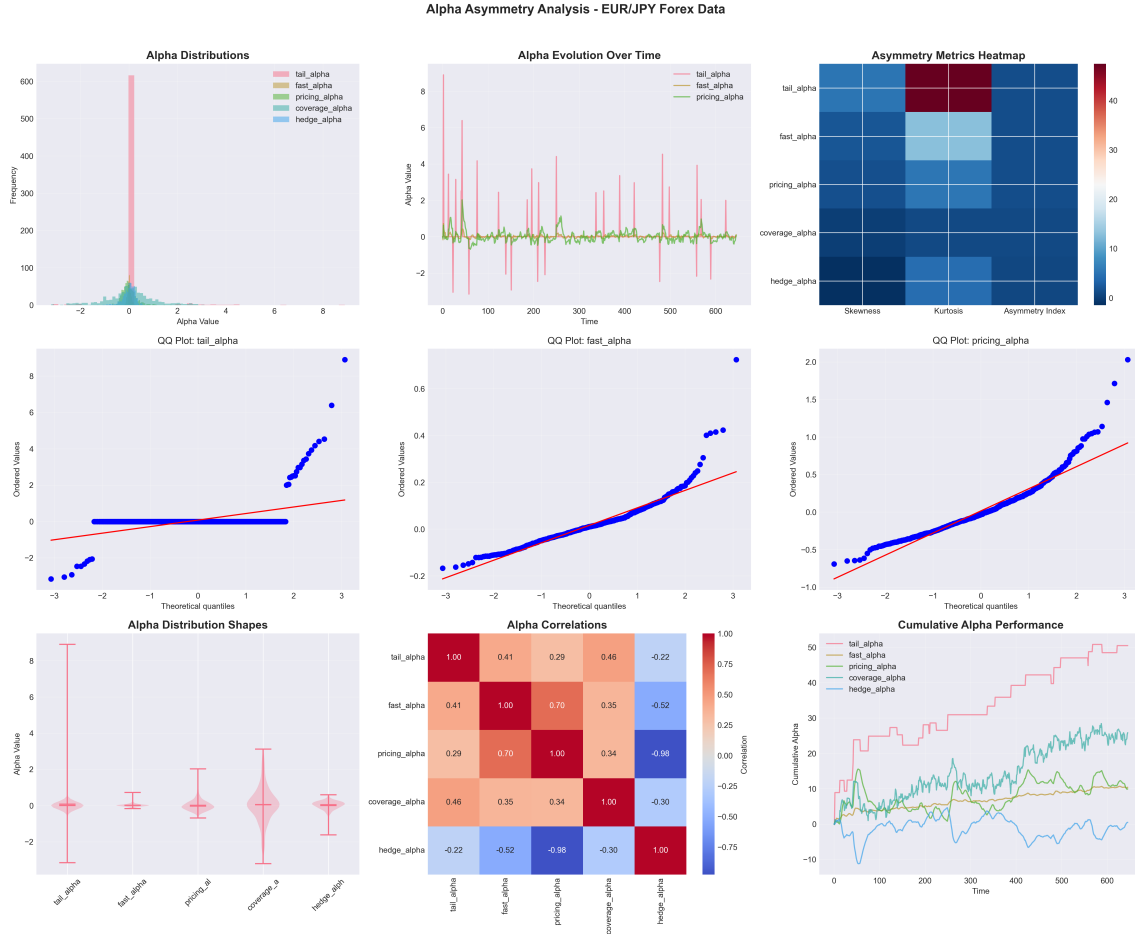 Alpha Asymmetry Analysis - EUR/JPY Forex Data
Alpha Distributions
Frequency
600
500
400
300
200
100
0
−2 0 2 4 6 8
Alpha Value
tail_alpha
fast_alpha
pricing_alpha
coverage_alpha
hedge_alpha
Alpha Evolution Over Time
Alpha Value
8
6
4
2
0
−2
0 100 200 300 400 500 600
Time
tail_alpha
fast_alpha
pricing_alpha
Asymmetry Metrics Heatmap
tail_alpha
fast_alpha
pricing_alpha
coverage_alpha
hedge_alpha
Skewness Kurtosis Asymmetry Index
40
30
20
10
0
QQ Plot: tail_alpha
Ordered Values
8
6
4
2
0
−2
−3 −2 −1 0 1 2 3
Theoretical quantiles
QQ Plot: fast_alpha
Ordered Values
0.6
0.4
0.2
0.0
−0.2
−3 −2 −1 0 1 2 3
Theoretical quantiles
QQ Plot: pricing_alpha
Ordered Values
2.0
1.5
1.0
0.5
0.0
−0.5
−1.0
−3 −2 −1 0 1 2 3
Theoretical quantiles
Alpha Distribution Shapes
Alpha Value
8
6
4
2
0
−2
tail_alpha
fast_alpha
pricing_al
coverage_a
hedge_alph
Alpha Correlations
tail_alpha 1.00 0.41 0.29 0.46 -0.22
fast_alpha 0.41 1.00 0.70 0.35 -0.52
pricing_alpha 0.29 0.70 1.00 0.34 -0.98
coverage_alpha 0.46 0.35 0.34 1.00 -0.30
hedge_alpha -0.22 -0.52 -0.98 -0.30 1.00
tail_alpha
fast_alpha
pricing_alpha
coverage_alpha
hedge_alpha
1.00
0.75
0.50
0.25
0.00
−0.25
−0.50
−0.75
Correlation
Cumulative Alpha Performance
Cumulative Alpha
50
40
30
20
10
0
−10
0 100 200 300 400 500 600
Time
tail_alpha
fast_alpha
pricing_alpha
coverage_alpha
hedge_alpha